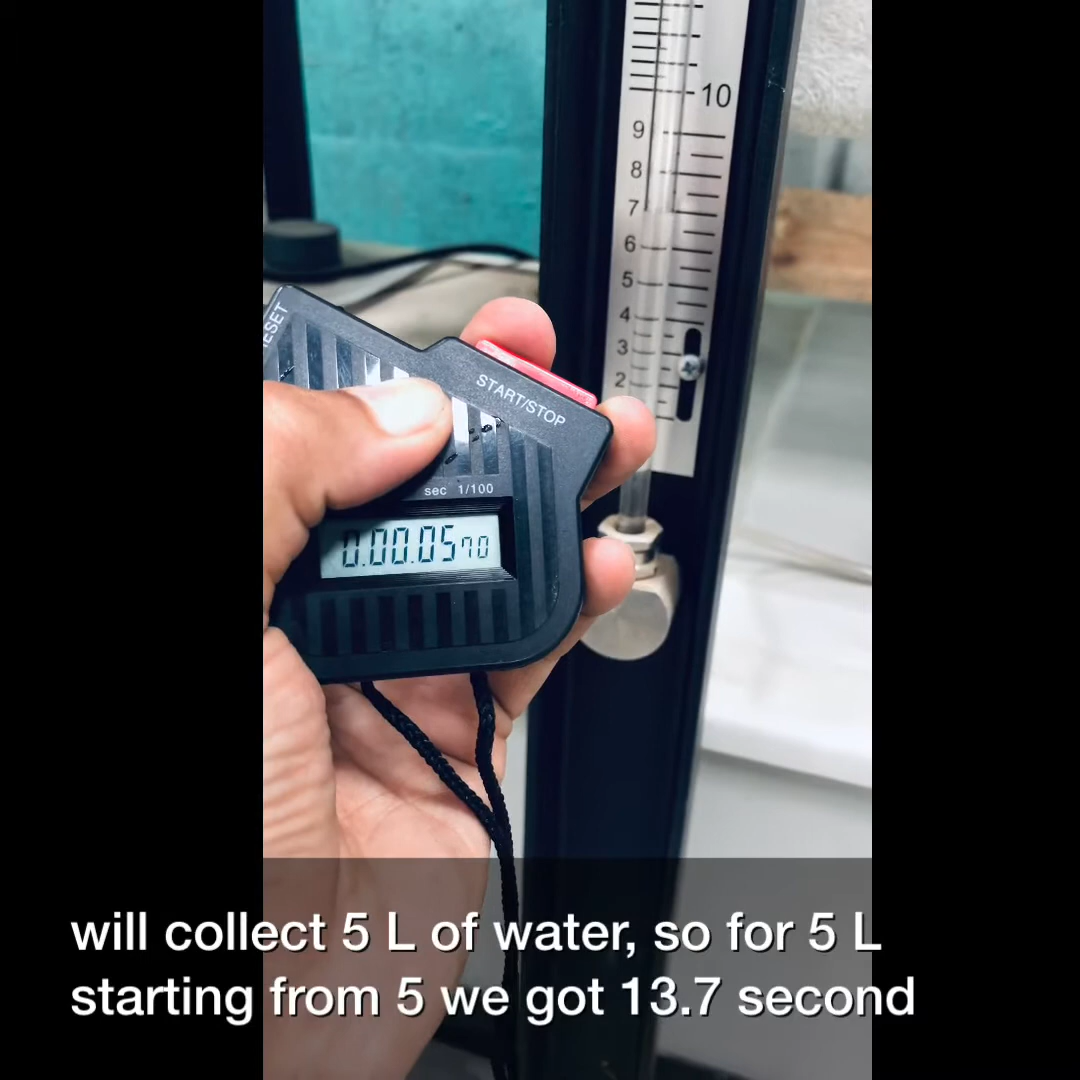 10
9
8
7
6
5
4
3
2
START/STOP
sec 1/100
0.00.05 70
will collect 5 L of water, so for 5 L
starting from 5 we got 13.7 second